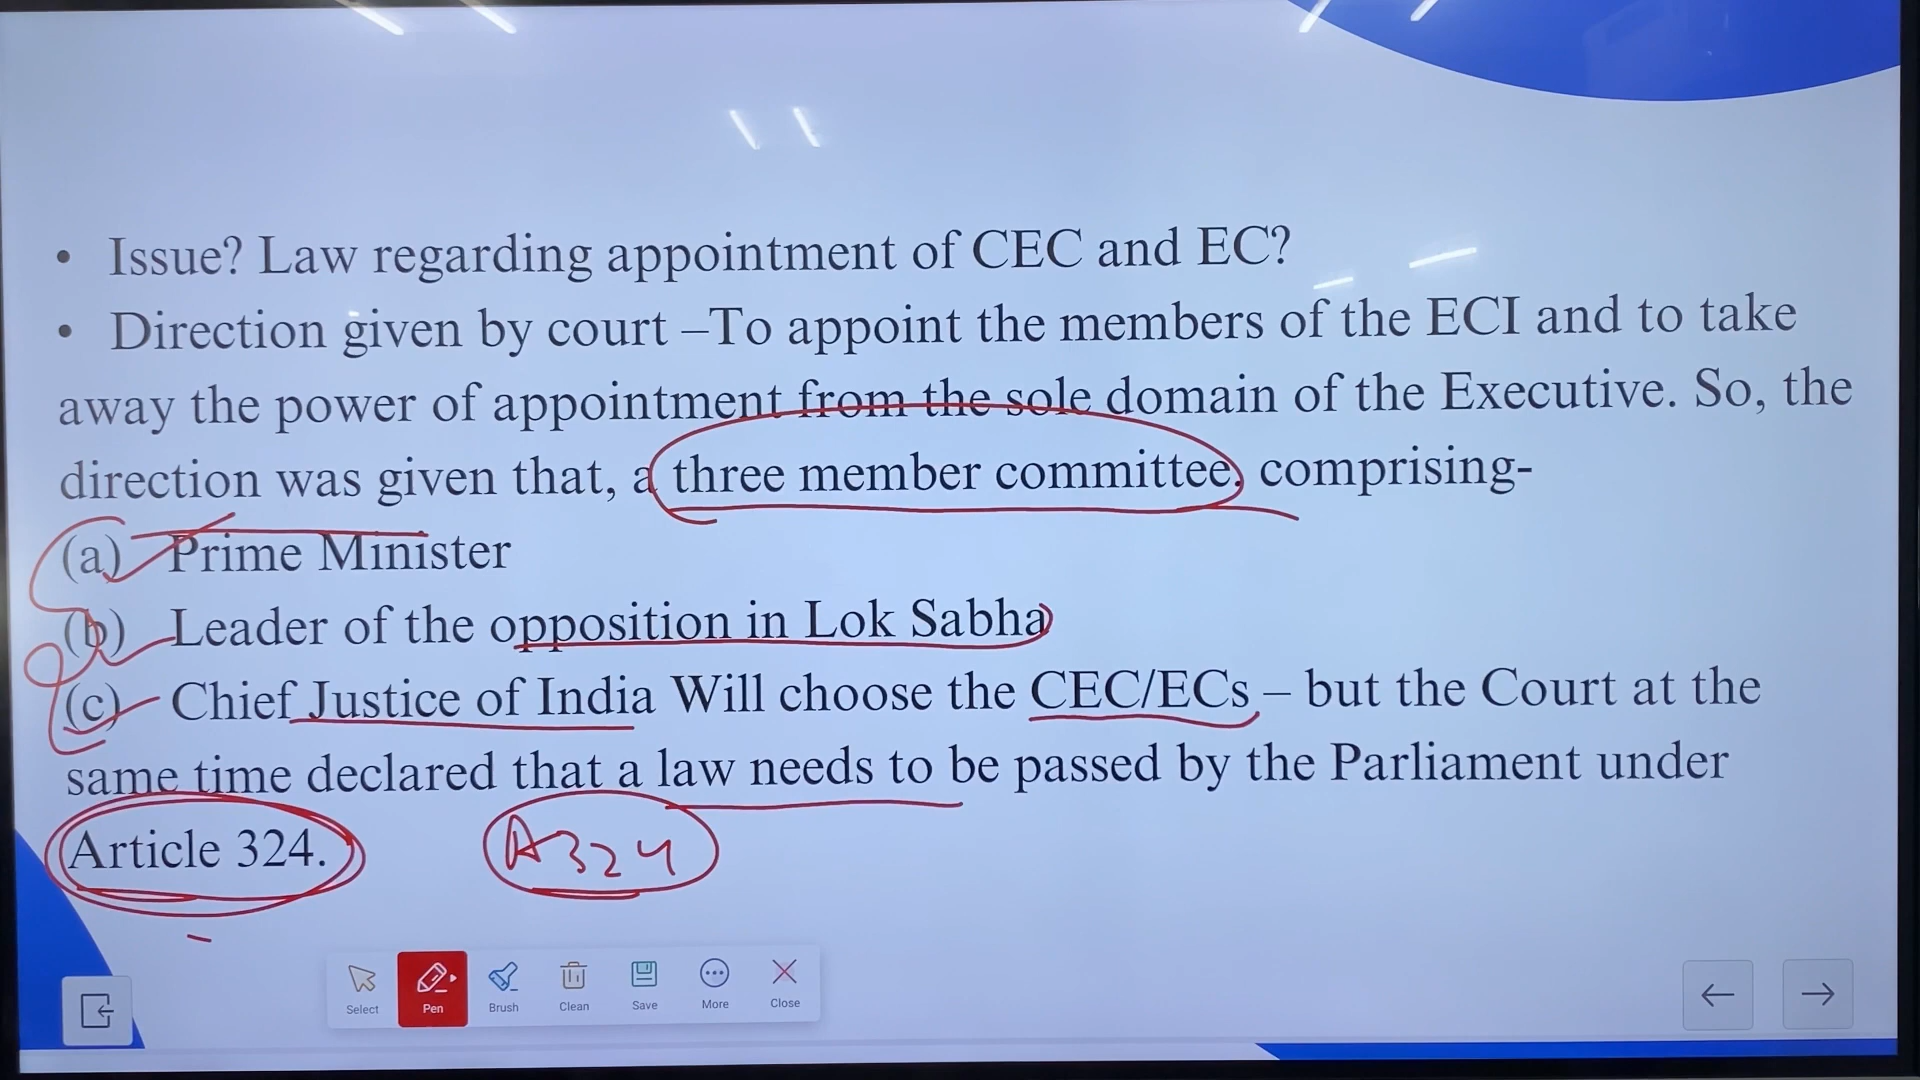 • Issue? Law regarding appointment of CEC and EC?
• Direction given by court –To appoint the members of the ECI and to take
away the power of appointment from the sole domain of the Executive. So, the
direction was given that, a three member committee, comprising-
(a) Prime Minister
(b) Leader of the opposition in Lok Sabha
(c) Chief Justice of India Will choose the CEC/ECs – but the Court at the
same time declared that a law needs to be passed by the Parliament under
Article 324. A324
Select Pen Brush Clean Save More Close